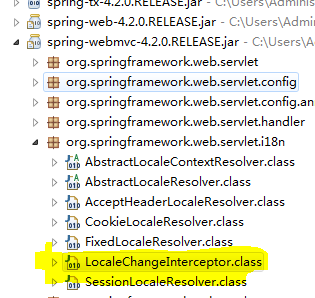 spring-tx-4.2.0.RELEASE.jar - C:\Users\Adminis
spring-web-4.2.0.RELEASE.jar - C:\Users\Admi
spring-webmvc-4.2.0.RELEASE.jar - C:\Users\A
org.springframework.web.servlet
org.springframework.web.servlet.config
org.springframework.web.servlet.config.an
org.springframework.web.servlet.handler
org.springframework.web.servlet.i18n
AbstractLocaleContextResolver.class
AbstractLocaleResolver.class
AcceptHeaderLocaleResolver.class
CookieLocaleResolver.class
FixedLocaleResolver.class
LocaleChangeInterceptor.class
SessionLocaleResolver.class